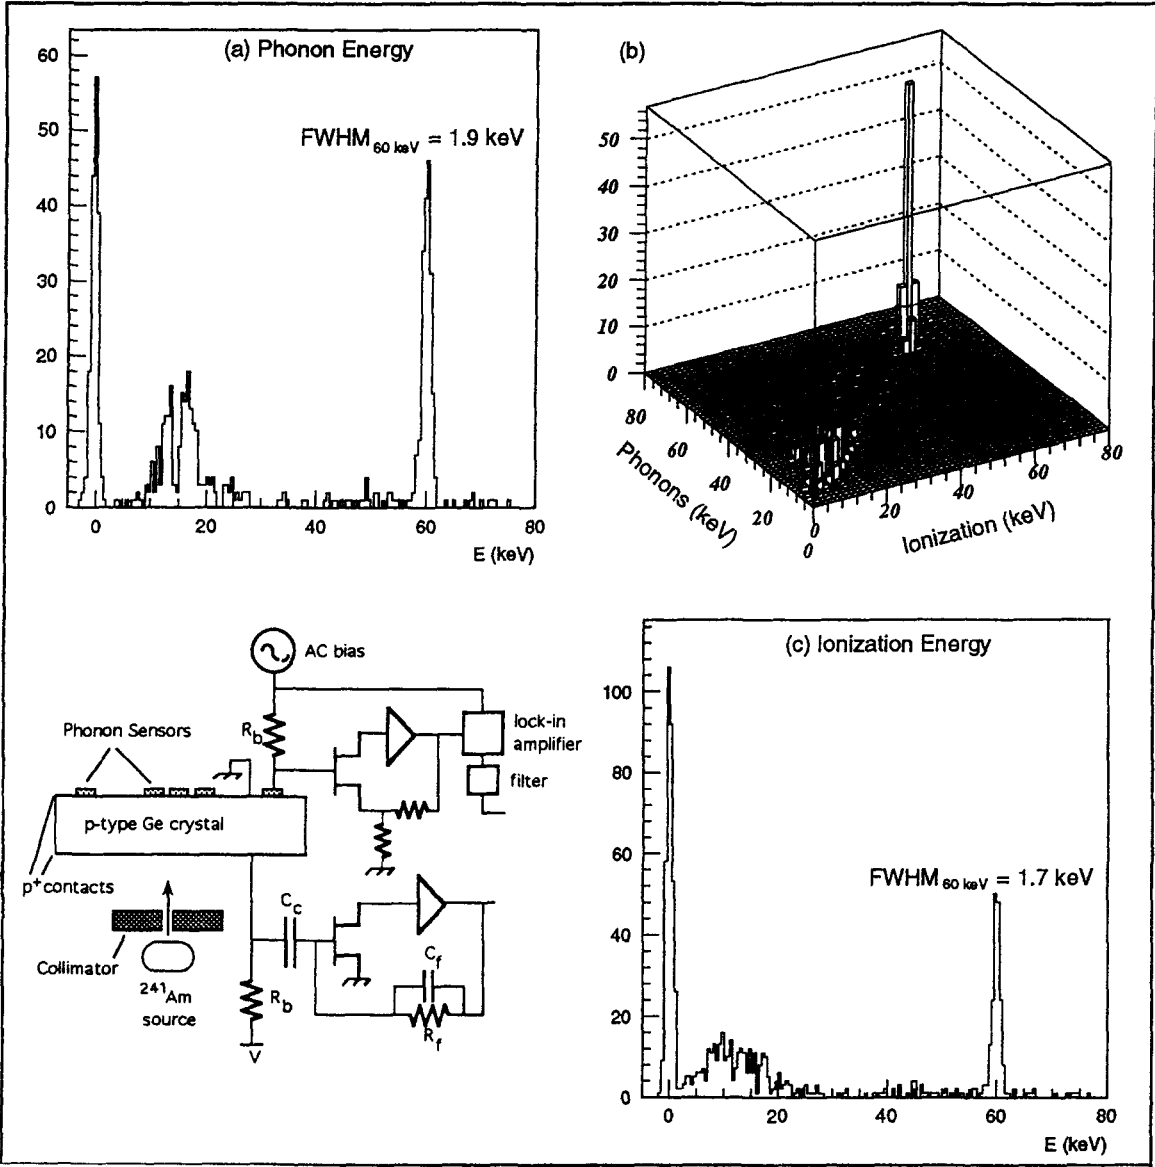 (a) Phonon Energy
60
50
40
30
20
10
0
FWHM60 keV = 1.9 keV
0 20 40 60 80
E (keV)
(b)
50
40
30
20
10
0
80
60
40
20
0
Phonons (keV)
0
20
40
60
80
Ionization (keV)
AC bias
Phonon Sensors
Rb
lock-in
amplifier
filter
p-type Ge crystal
p+contacts
Cc
Collimator
241Am
source
Rb
Cf
Rf
V
(c) Ionization Energy
100
80
60
40
20
0
FWHM60 keV = 1.7 keV
0 20 40 60 80
E (keV)